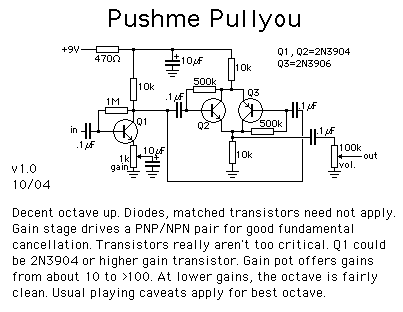 Pushme Pullyou
+9V
470Ω
10µF
10k
Q1, Q2=2N3904
Q3=2N3906
10k
500k
1M
.1µF
Q3
.1µF
in
Q1
Q2
500k
.1µF
.1µF
1k
gain
10µF
10k
100k
out
vol.
v1.0
10/04
Decent octave up. Diodes, matched transistors need not apply.
Gain stage drives a PNP/NPN pair for good fundamental
cancellation. Transistors really aren't too critical. Q1 could
be 2N3904 or higher gain transistor. Gain pot offers gains
from about 10 to >100. At lower gains, the octave is fairly
clean. Usual playing caveats apply for best octave.